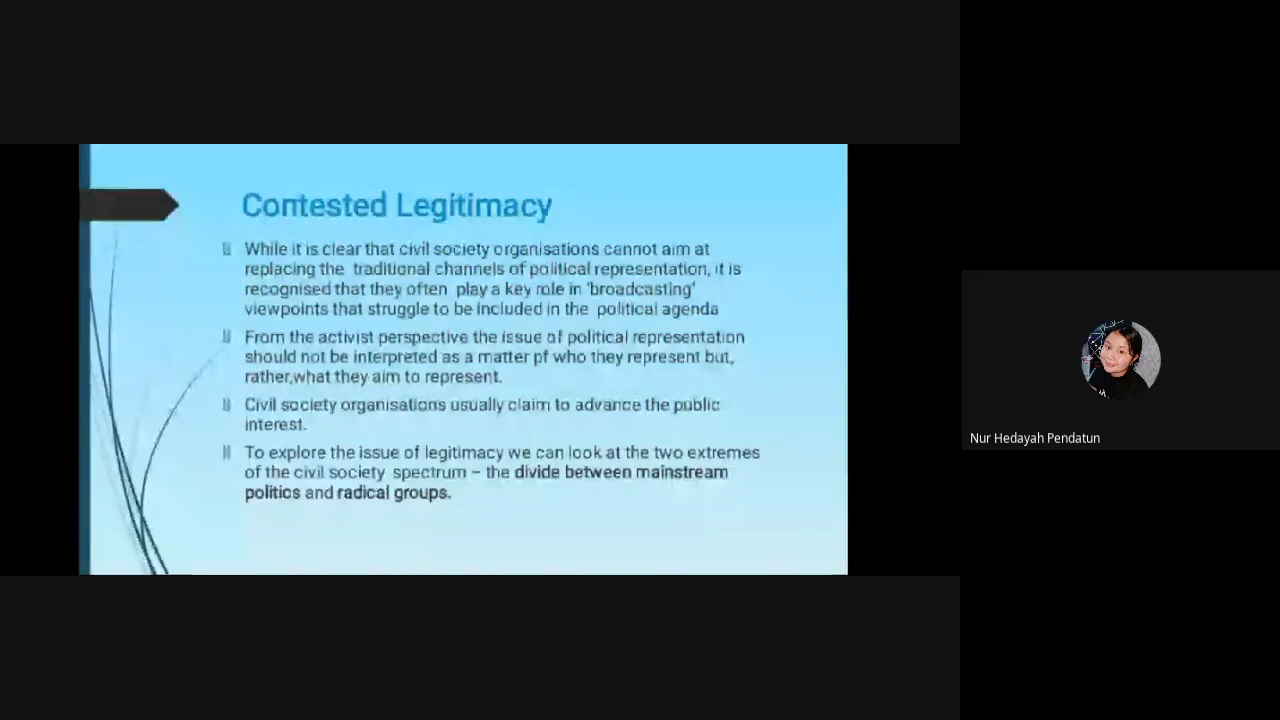 Contested Legitimacy
While it is clear that civil society organisations cannot aim at
replacing the traditional channels of political representation, it is
recognised that they often play a key role in 'broadcasting'
viewpoints that struggle to be included in the political agenda
From the activist perspective the issue of political representation
should not be interpreted as a matter pf who they represent but,
rather,what they aim to represent.
Civil society organisations usually claim to advance the public
interest.
To explore the issue of legitimacy we can look at the two extremes
of the civil society spectrum – the divide between mainstream
politics and radical groups.
Nur Hedayah Pendatun